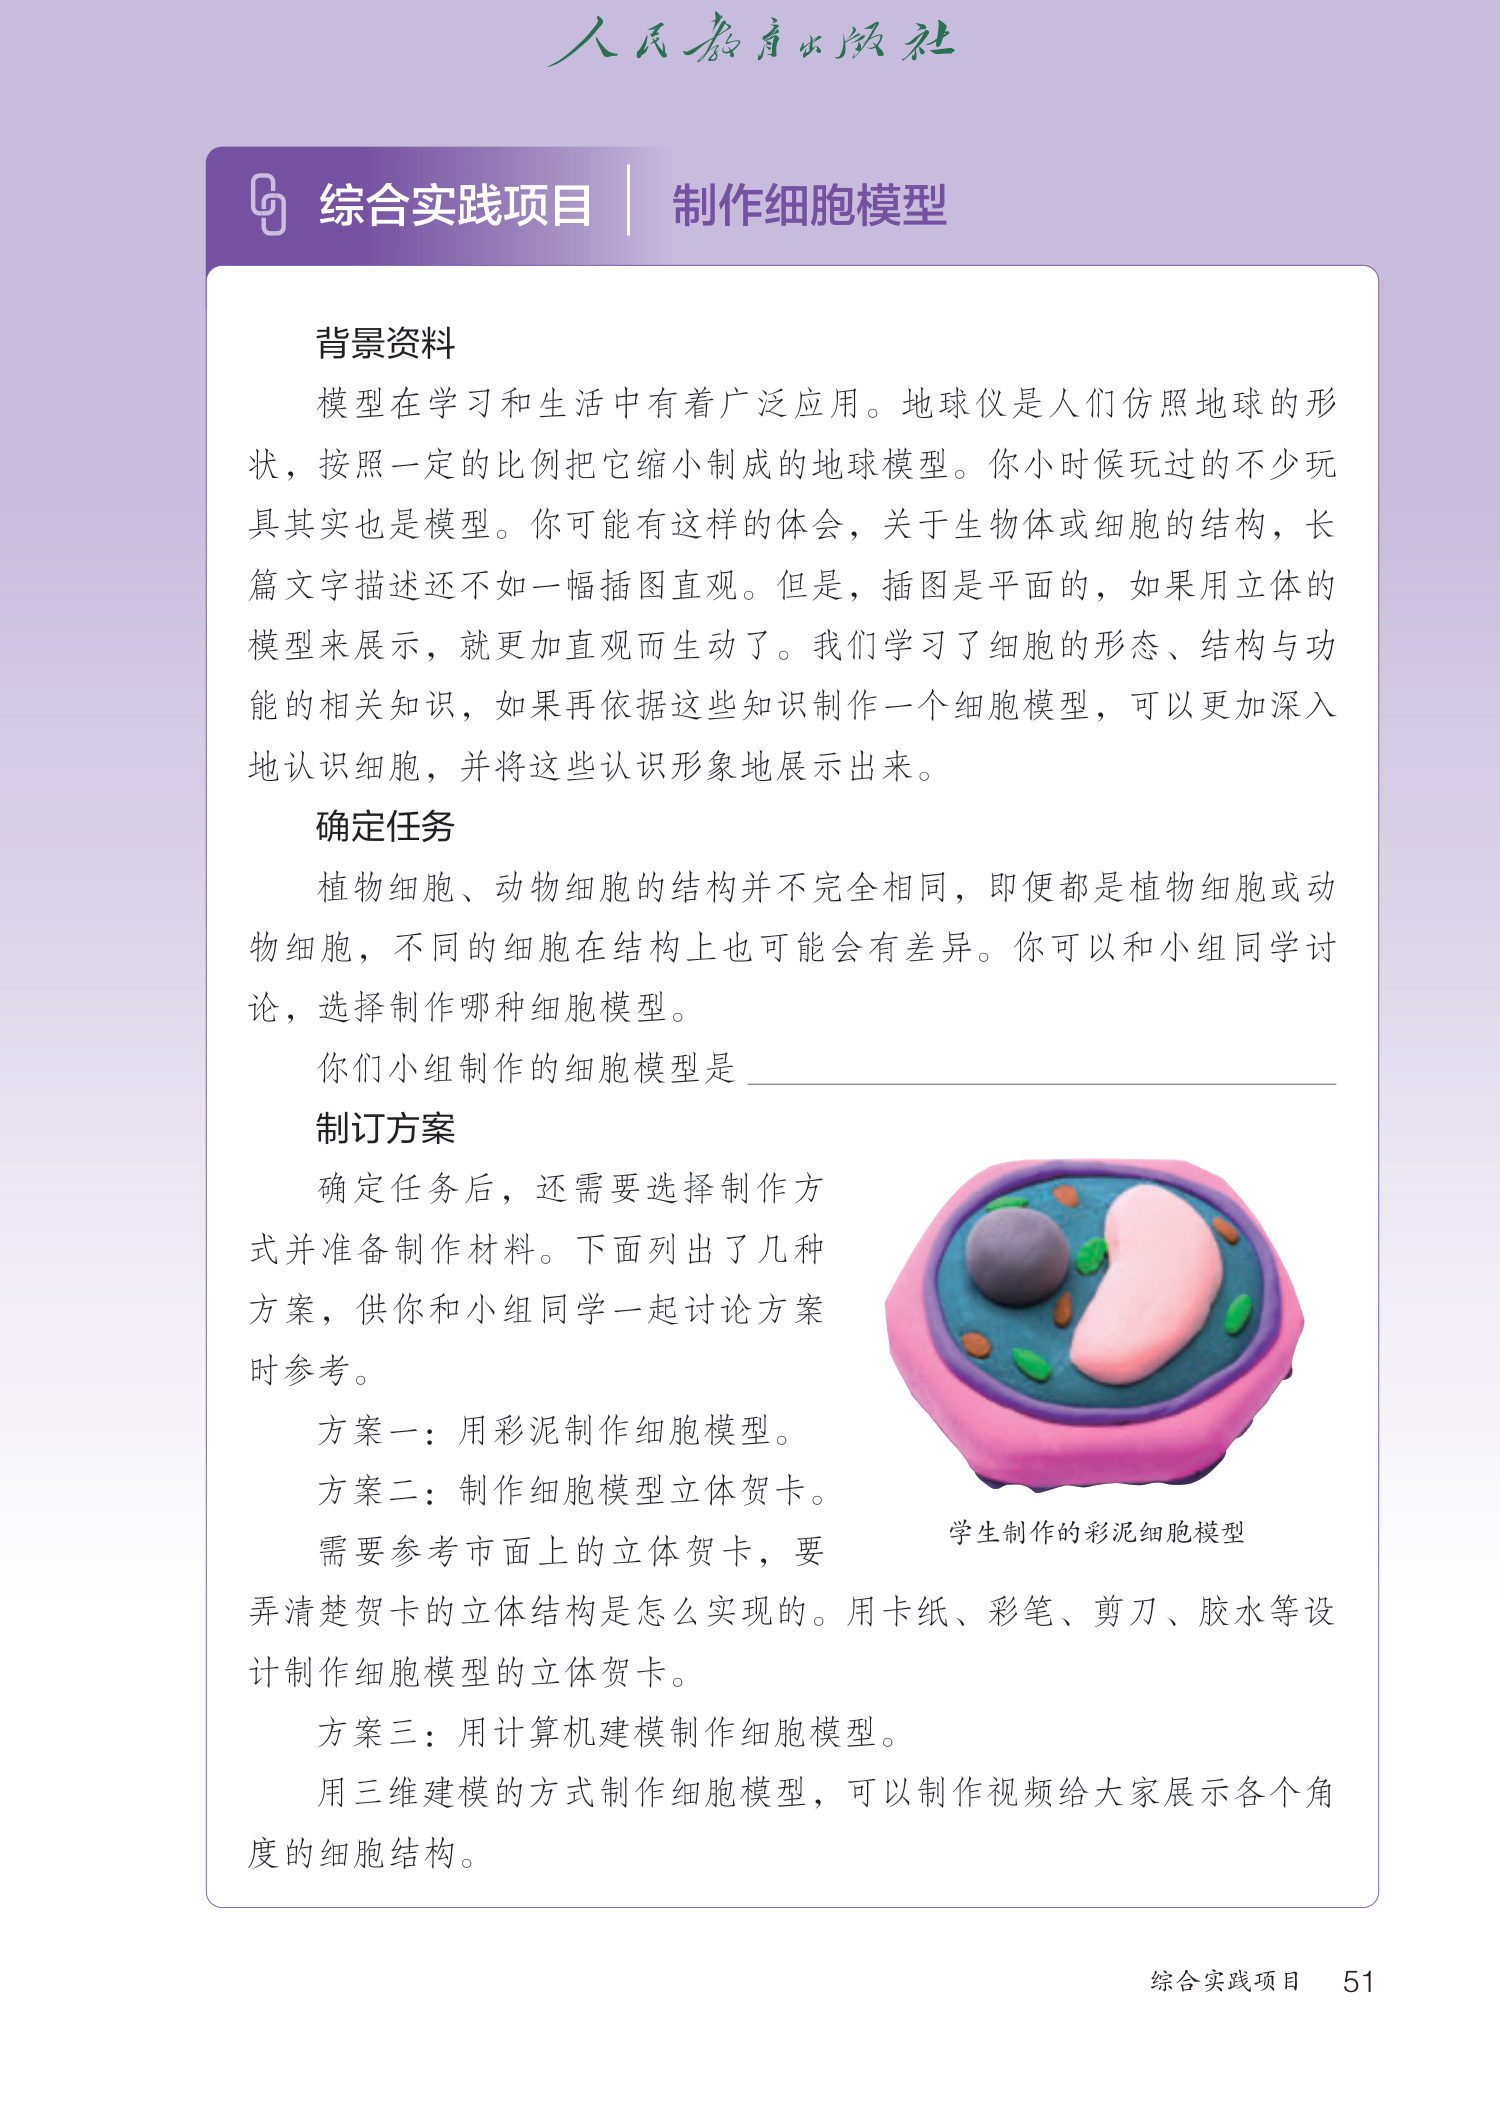 人民教育出版社
综合实践项目 制作细胞模型
背景资料
模型在学习和生活中有着广泛应用。地球仪是人们仿照地球的形
状，按照一定的比例把它缩小制成的地球模型。你小时候玩过的不少玩
具其实也是模型。你可能有这样的体会，关于生物体或细胞的结构，长
篇文字描述还不如一幅插图直观。但是，插图是平面的，如果用立体的
模型来展示，就更加直观而生动了。我们学习了细胞的形态、结构与功
能的相关知识，如果再依据这些知识制作一个细胞模型，可以更加深入
地认识细胞，并将这些认识形象地展示出来。
确定任务
植物细胞、动物细胞的结构并不完全相同，即便都是植物细胞或动
物细胞，不同的细胞在结构上也可能会有差异。你可以和小组同学讨
论，选择制作哪种细胞模型。
你们小组制作的细胞模型是
制订方案
确定任务后，还需要选择制作方
式并准备制作材料。下面列出了几种
方案，供你和小组同学一起讨论方案
时参考。
方案一：用彩泥制作细胞模型。
方案二：制作细胞模型立体贺卡。
需要参考市面上的立体贺卡，要
弄清楚贺卡的立体结构是怎么实现的。用卡纸、彩笔、剪刀、胶水等设
计制作细胞模型的立体贺卡。
方案三：用计算机建模制作细胞模型。
用三维建模的方式制作细胞模型，可以制作视频给大家展示各个角
度的细胞结构。
学生制作的彩泥细胞模型
综合实践项目 51